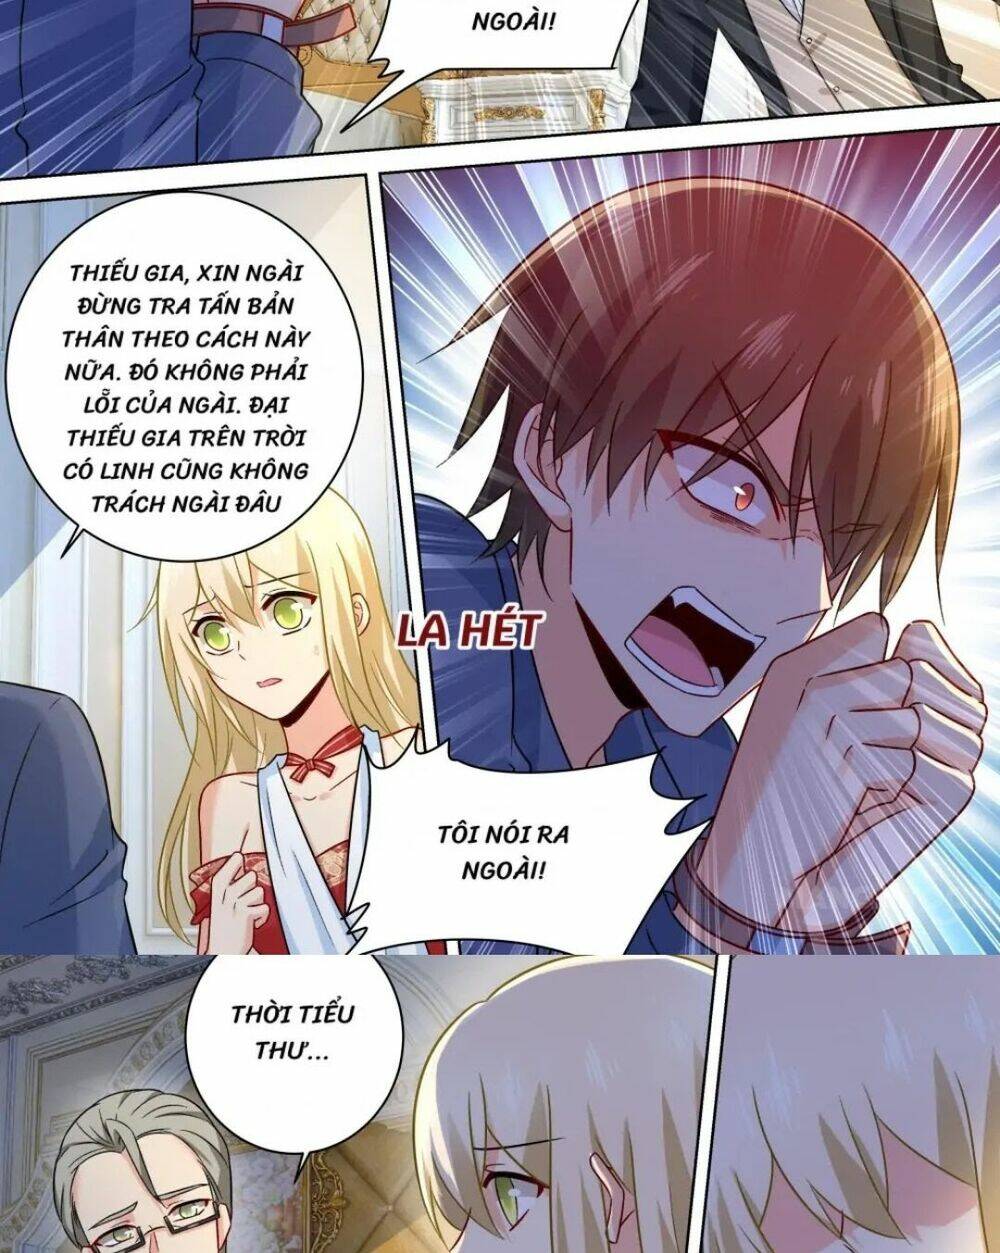 NGOÀI!
THIẾU GIA, XIN NGÀI
ĐỪNG TRA TẤN BẢN
THÂN THEO CÁCH NÀY
NỮA. ĐÓ KHÔNG PHẢI
LỖI CỦA NGÀI. ĐẠI
THIẾU GIA TRÊN TRỜI
CÓ LINH CŨNG KHÔNG
TRÁCH NGÀI ĐÂU
LA HÉT
TÔI NÓI RA
NGOÀI!
THỜI TIỂU
THƯ...